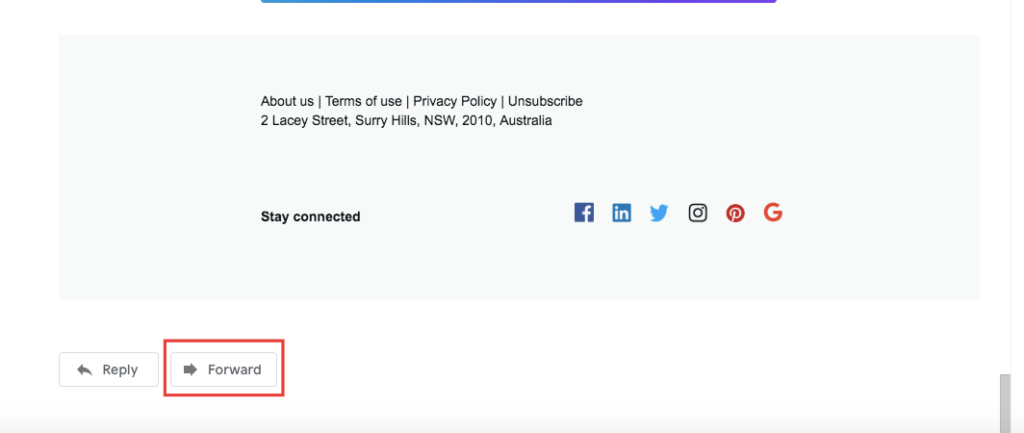 About us | Terms of use | Privacy Policy | Unsubscribe
2 Lacey Street, Surry Hills, NSW, 2010, Australia
Stay connected
Reply
Forward